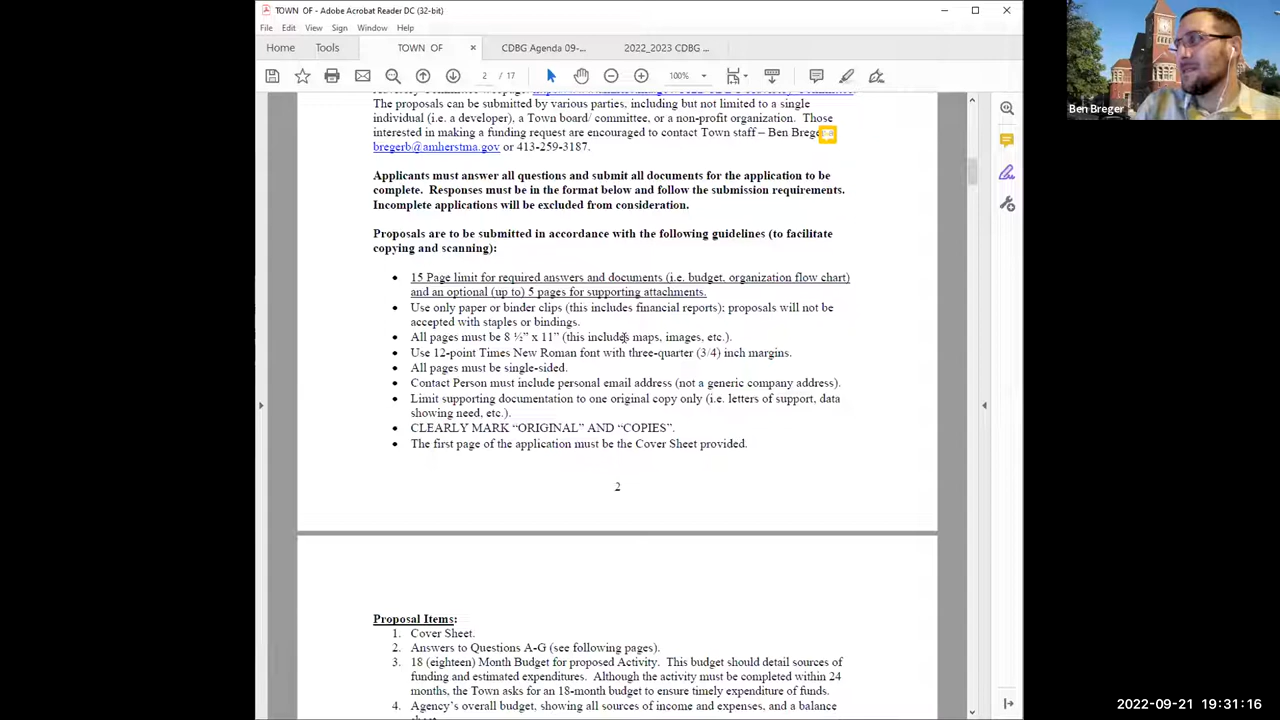 TOWN OF - Adobe Acrobat Reader DC (32-bit)
File Edit View Sign Window Help
Home Tools TOWN OF × CDBG Agenda 09-... 2022_2023 CDBG ...
2 / 17 100%
The proposals can be submitted by various parties, including but not limited to a single
individual (i.e. a developer), a Town board/ committee, or a non-profit organization. Those
interested in making a funding request are encouraged to contact Town staff – Ben Brege
bregerb@amherstma.gov or 413-259-3187.
Applicants must answer all questions and submit all documents for the application to be
complete. Responses must be in the format below and follow the submission requirements.
Incomplete applications will be excluded from consideration.
Proposals are to be submitted in accordance with the following guidelines (to facilitate
copying and scanning):
• 15 Page limit for required answers and documents (i.e. budget, organization flow chart)
and an optional (up to) 5 pages for supporting attachments.
• Use only paper or binder clips (this includes financial reports); proposals will not be
accepted with staples or bindings.
• All pages must be 8 ½” x 11” (this includes maps, images, etc.).
• Use 12-point Times New Roman font with three-quarter (3/4) inch margins.
• All pages must be single-sided.
• Contact Person must include personal email address (not a generic company address).
• Limit supporting documentation to one original copy only (i.e. letters of support, data
showing need, etc.).
• CLEARLY MARK “ORIGINAL” AND “COPIES”.
• The first page of the application must be the Cover Sheet provided.
2
Proposal Items:
1. Cover Sheet.
2. Answers to Questions A-G (see following pages).
3. 18 (eighteen) Month Budget for proposed Activity. This budget should detail sources of
funding and estimated expenditures. Although the activity must be completed within 24
months, the Town asks for an 18-month budget to ensure timely expenditure of funds.
4. Agency’s overall budget, showing all sources of income and expenses, and a balance
Ben Breger
2022-09-21 19:31:16